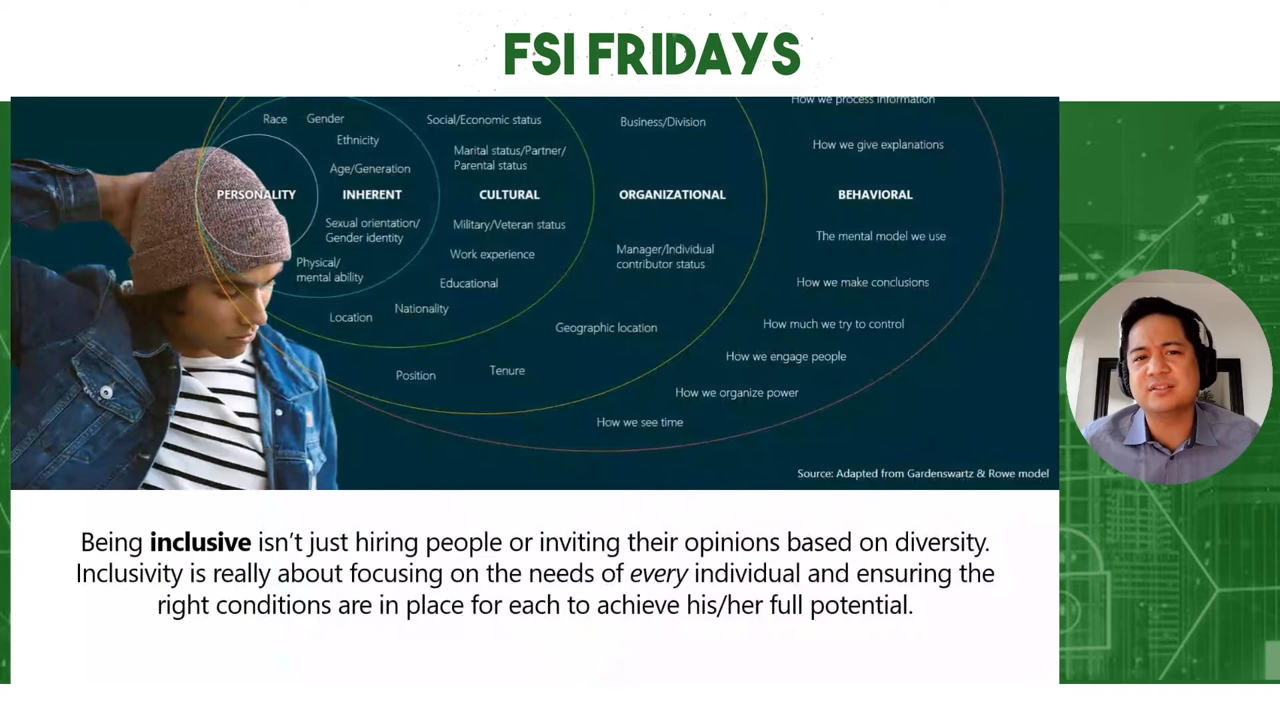 FSI FRIDAYS
How we process information
Race
Gender
Social/Economic status
Business/Division
Ethnicity
How we give explanations
Marital status/Partner/
Parental status
Age/Generation
PERSONALITY
INHERENT
CULTURAL
ORGANIZATIONAL
BEHAVIORAL
Sexual orientation/
Gender identity
Military/Veteran status
The mental model we use
Work experience
Manager/Individual
contributor status
Physical/
mental ability
Educational
How we make conclusions
Nationality
Location
Geographic location
How much we try to control
How we engage people
Position
Tenure
How we organize power
How we see time
Source: Adapted from Gardenswartz & Rowe model
Being inclusive isn't just hiring people or inviting their opinions based on diversity.
Inclusivity is really about focusing on the needs of every individual and ensuring the
right conditions are in place for each to achieve his/her full potential.